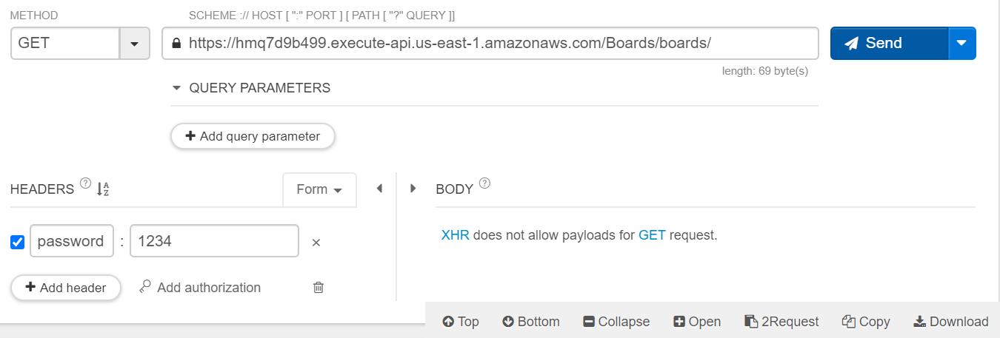 METHOD SCHEME :// HOST [ ":" PORT ] [ PATH [ "?" QUERY ]]
GET https://hmq7d9b499.execute-api.us-east-1.amazonaws.com/Boards/boards/ Send
length: 69 byte(s)
QUERY PARAMETERS
+ Add query parameter
HEADERS ? A Z Form BODY ?
password : 1234 ×
XHR does not allow payloads for GET request.
+ Add header Add authorization
Top Bottom Collapse Open 2Request Copy Download